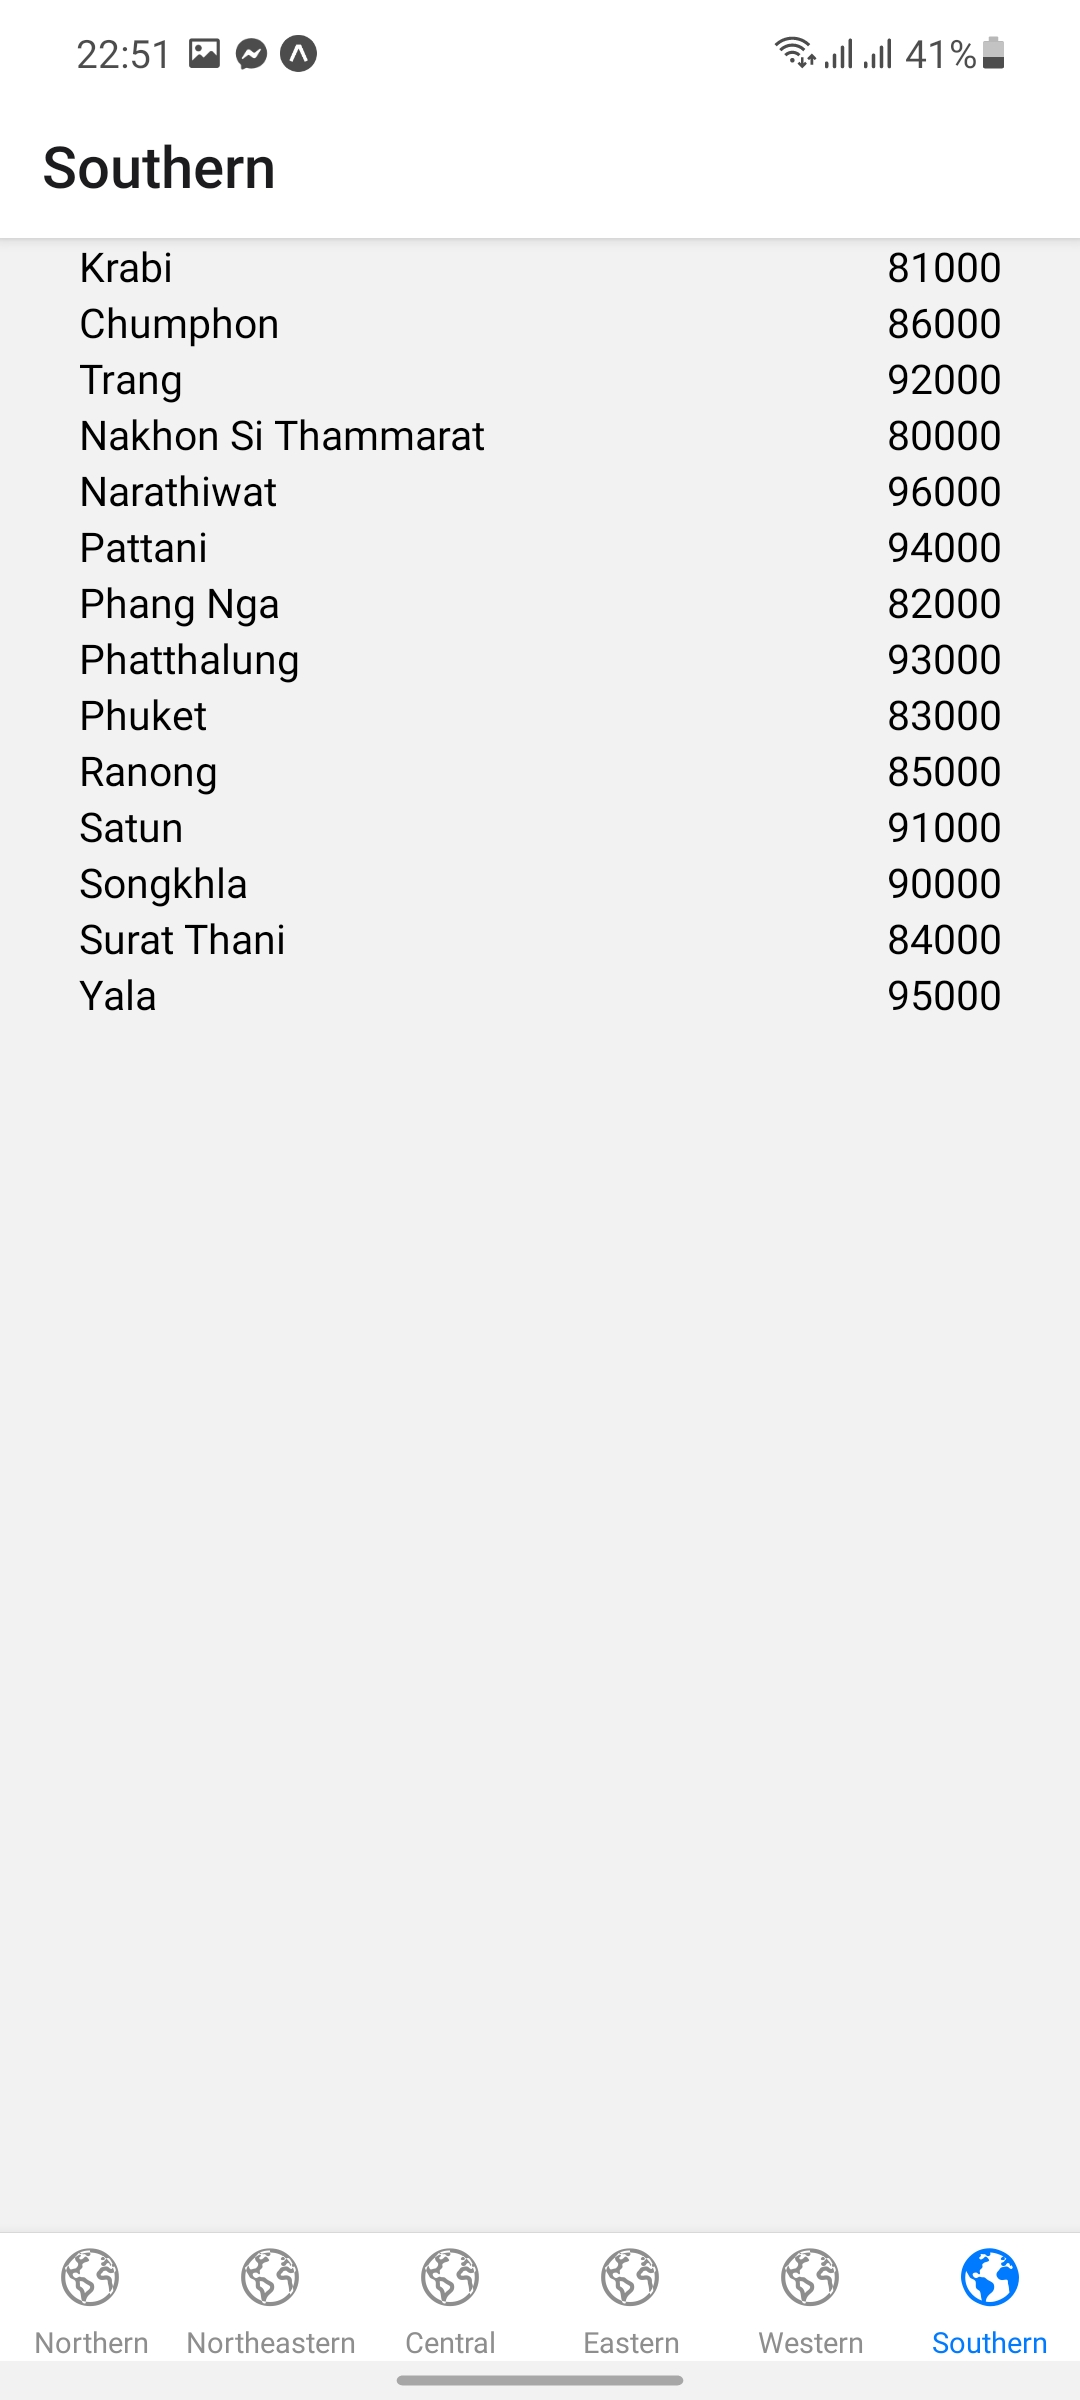 22:51 41%
Southern
Krabi 81000
Chumphon 86000
Trang 92000
Nakhon Si Thammarat 80000
Narathiwat 96000
Pattani 94000
Phang Nga 82000
Phatthalung 93000
Phuket 83000
Ranong 85000
Satun 91000
Songkhla 90000
Surat Thani 84000
Yala 95000
Northern Northeastern Central Eastern Western Southern